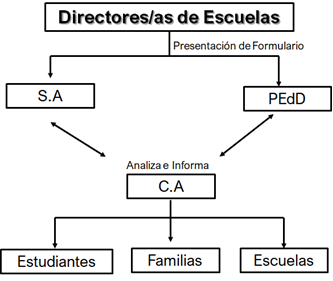 Directores/as de Escuelas
Presentación de Formulario
S.A
PEdD
Analiza e Informa
C.A
Estudiantes
Familias
Escuelas